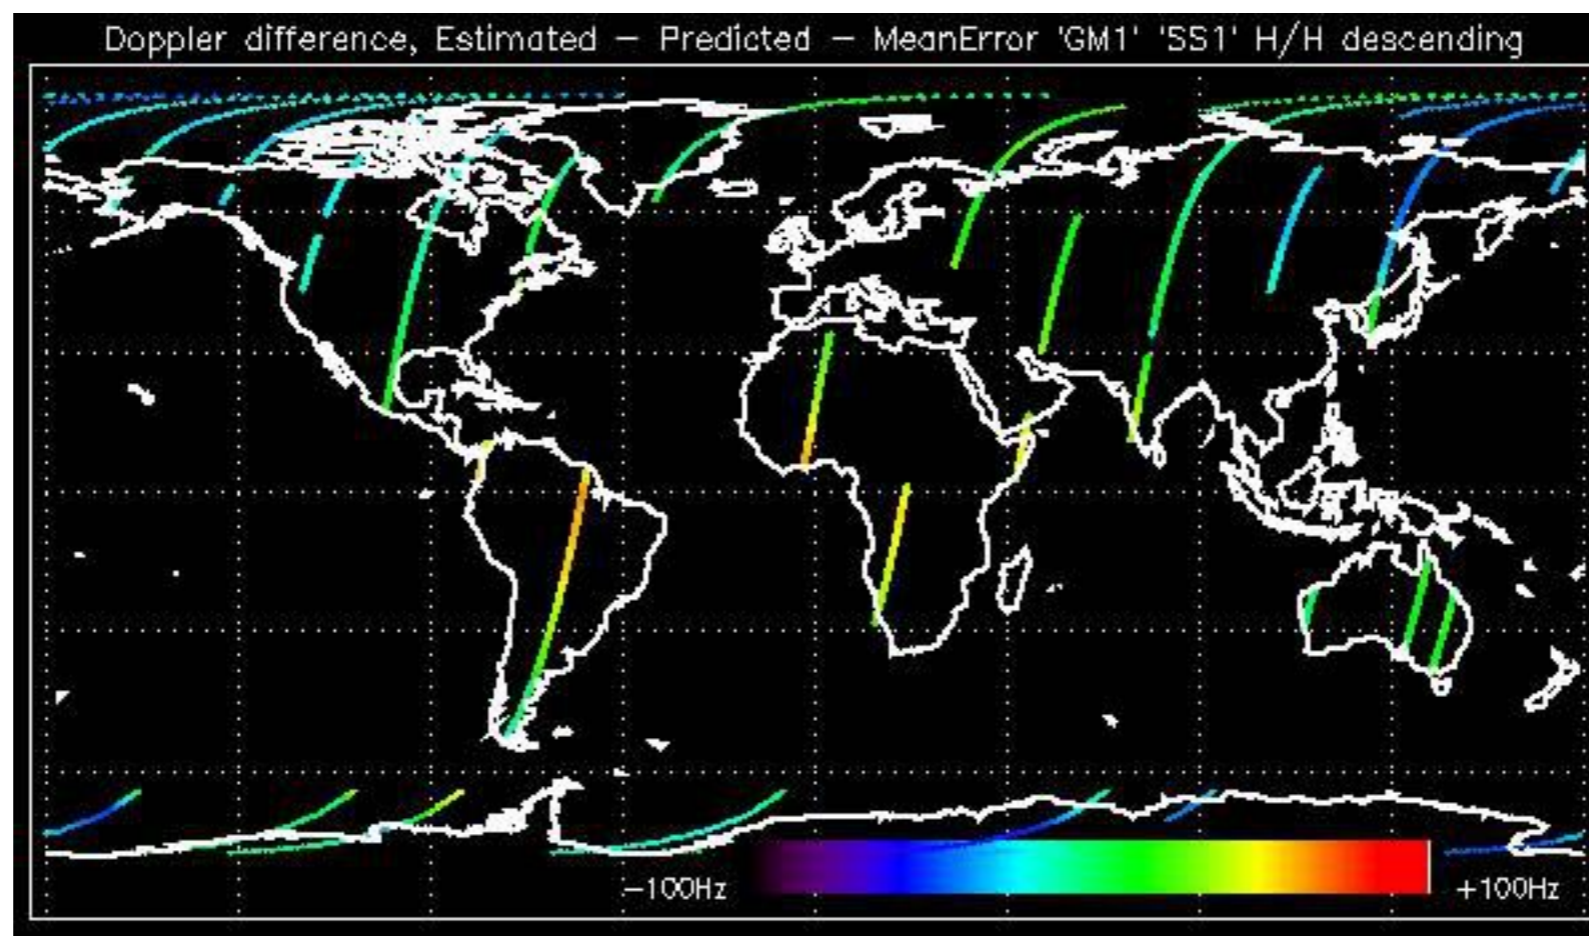 Doppler difference, Estimated — Predicted — MeanError 'GM1' 'SS1' H/H descending
−100Hz
+100Hz